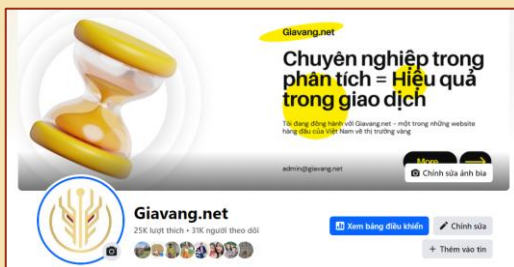 Giavang.net
Chuyên nghiệp trong
phân tích = Hiệu quả
trong giao dịch
Tôi đang đồng hành với Giavang.net - một trong những website
hàng đầu của Việt Nam về thị trường vàng
admin@giavang.net
More
Chỉnh sửa ảnh bìa
Giavang.net
25K lượt thích • 31K người theo dõi
Xem bảng điều khiển
Chỉnh sửa
+ Thêm vào tin